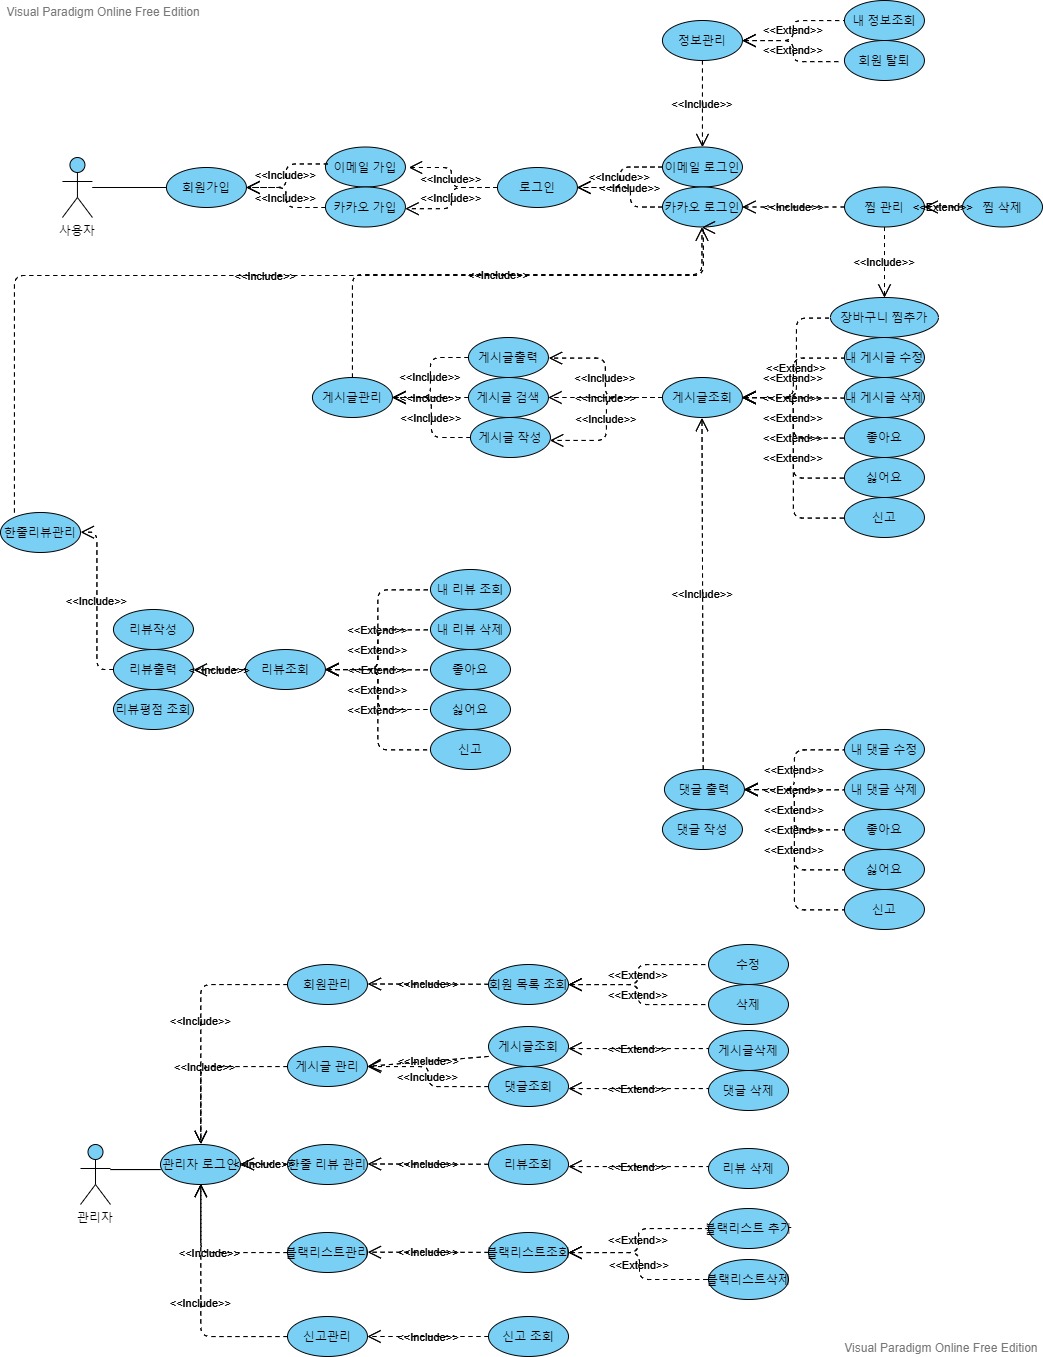 Visual Paradigm Online Free Edition
내 정보조회
<<Extend>>
정보관리
<<Extend>>
회원 탈퇴
<<Include>>
이메일 가입
이메일 로그인
<<Include>>
<<Include>>
<<Include>>
회원가입
로그인
<<Include>>
<<Include>>
<<Include>>
카카오 가입
카카오 로그인
<<Include>>
찜 관리
<<Extend>>
찜 삭제
사용자
<<Include>>
<<Include>>
<<Include>>
장바구니 찜추가
게시글출력
내 게시글 수정
<<Extend>>
<<Include>>
<<Include>>
<<Extend>>
게시글관리
<<Include>>
게시글 검색
<<Include>>
게시글조회
<<Extend>>
내 게시글 삭제
<<Include>>
<<Include>>
<<Extend>>
게시글 작성
<<Extend>>
좋아요
<<Extend>>
싫어요
신고
한줄리뷰관리
내 리뷰 조회
<<Include>>
<<Include>>
리뷰작성
<<Extend>>
내 리뷰 삭제
리뷰출력
<<Include>>
리뷰조회
<<Extend>>
좋아요
<<Extend>>
리뷰평점 조회
<<Extend>>
싫어요
신고
내 댓글 수정
<<Extend>>
댓글 출력
<<Extend>>
내 댓글 삭제
<<Extend>>
댓글 작성
<<Extend>>
좋아요
<<Extend>>
싫어요
신고
수정
<<Extend>>
회원관리
<<Include>>
회원 목록 조회
<<Extend>>
삭제
<<Include>>
게시글조회
<<Extend>>
게시글삭제
<<Include>>
게시글 관리
<<Include>>
<<Include>>
댓글조회
<<Extend>>
댓글 삭제
관리자 로그인
<<Include>>
한줄 리뷰 관리
<<Include>>
리뷰조회
<<Extend>>
리뷰 삭제
관리자
블랙리스트 추가
<<Extend>>
<<Include>>
블랙리스트관리
<<Include>>
블랙리스트조회
<<Extend>>
블랙리스트삭제
<<Include>>
신고관리
<<Include>>
신고 조회
Visual Paradigm Online Free Edition